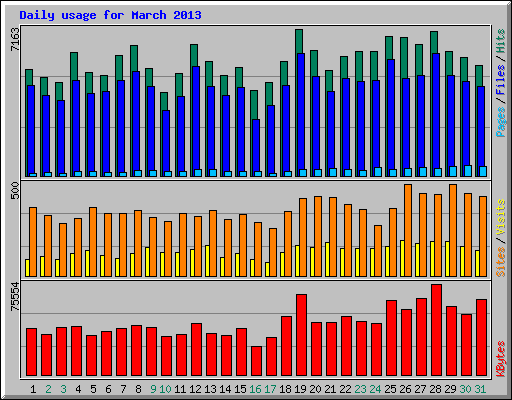 Daily usage for March 2013
7163
Pages / Files / Hits
500
Sites / Visits
75554
KBytes
1 2 3 4 5 6 7 8 9 10 11 12 13 14 15 16 17 18 19 20 21 22 23 24 25 26 27 28 29 30 31